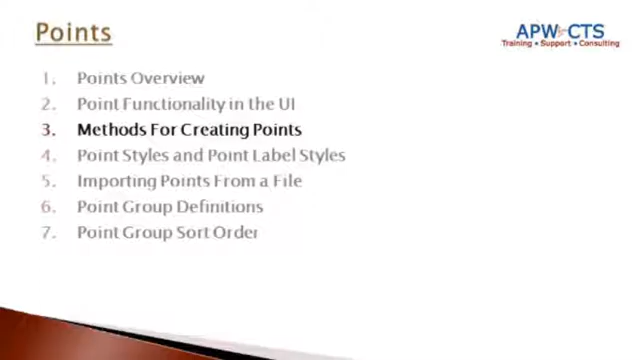 Points
APW CTS
Training • Support • Consulting
1. Points Overview
2. Point Functionality in the UI
3. Methods For Creating Points
4. Point Styles and Point Label Styles
5. Importing Points From a File
6. Point Group Definitions
7. Point Group Sort Order